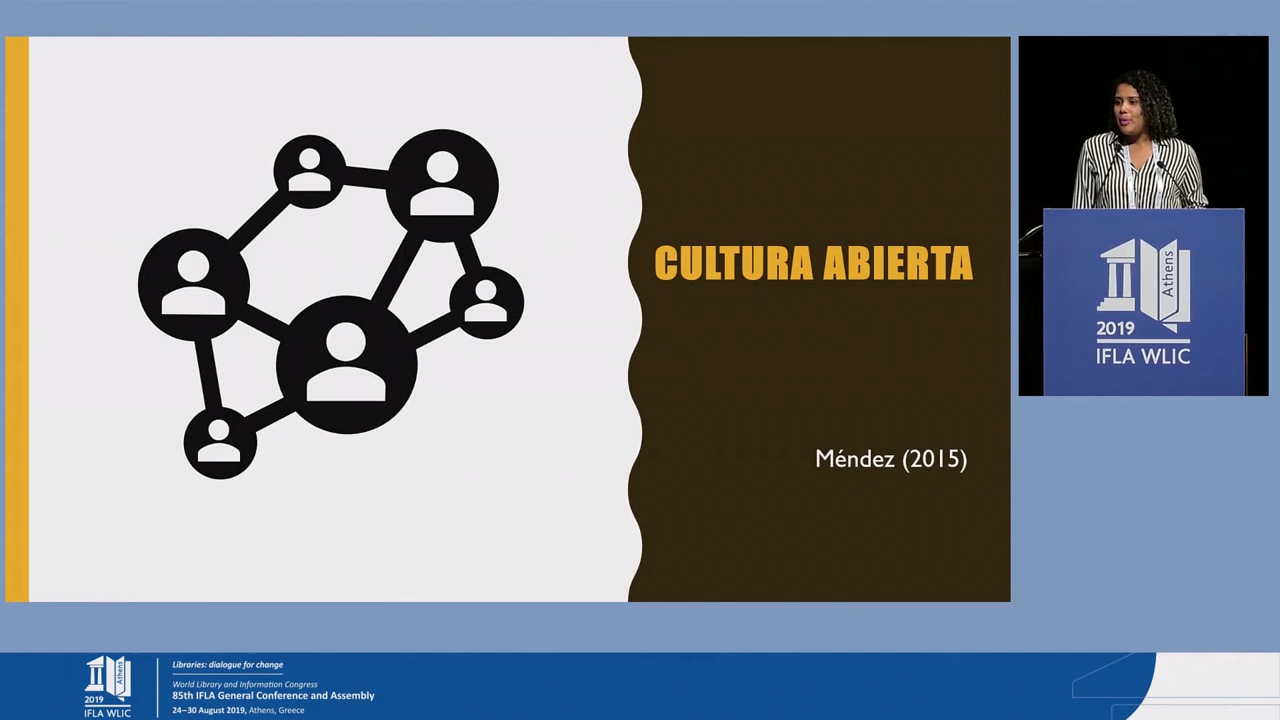 CULTURA ABIERTA
Méndez (2015)
Athens
2019
IFLA WLIC
Athens
2019
IFLA WLIC
Libraries: dialogue for change
World Library and Information Congress
85th IFLA General Conference and Assembly
24–30 August 2019, Athens, Greece